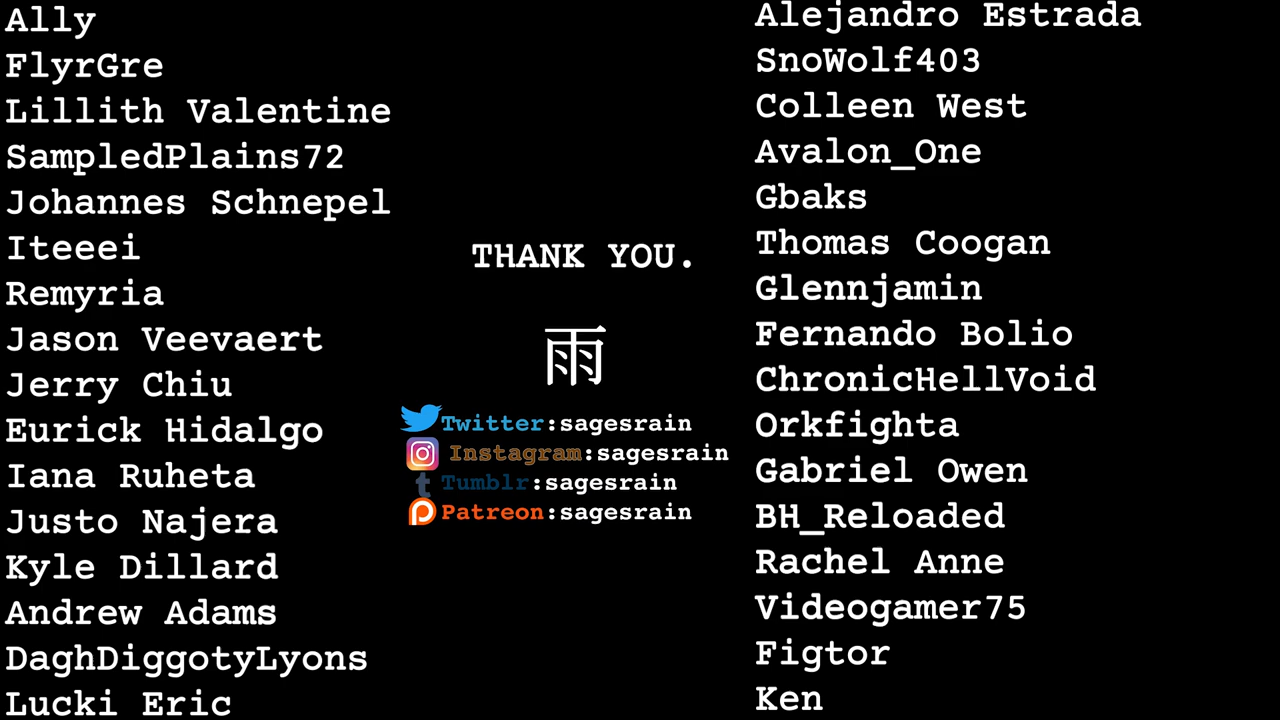 Ally
FlyrGre
Lillith Valentine
SampledPlains72
Johannes Schnepel
Iteeei
Remyria
Jason Veevaert
Jerry Chiu
Eurick Hidalgo
Iana Ruheta
Justo Najera
Kyle Dillard
Andrew Adams
DaghDiggotyLyons
Lucki Eric
THANK YOU.
雨
Twitter:sagesrain
Instagram:sagesrain
Tumblr:sagesrain
Patreon:sagesrain
Alejandro Estrada
SnoWolf403
Colleen West
Avalon_One
Gbaks
Thomas Coogan
Glennjamin
Fernando Bolio
ChronicHellVoid
Orkfighta
Gabriel Owen
BH_Reloaded
Rachel Anne
Videogamer75
Figtor
Ken